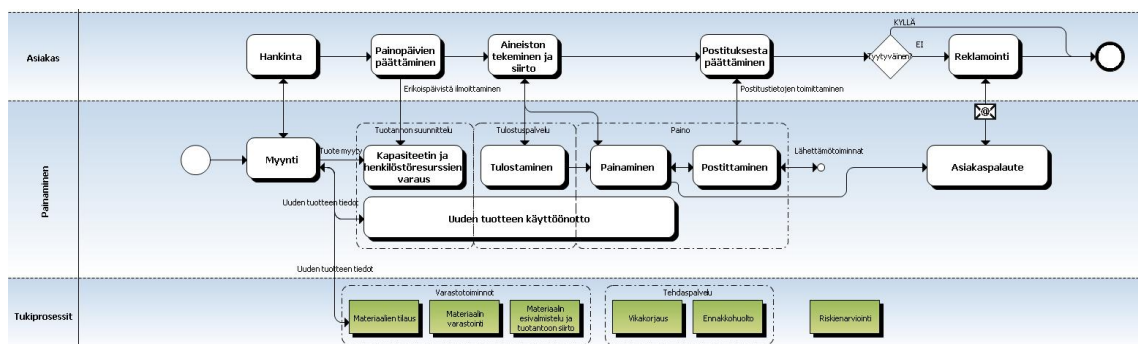 KYLLÄ
Asiakas
Hankinta
Painopäivien
päättäminen
Aineiston
tekeminen ja
siirto
Postituksesta
päättäminen
Tyytyväinen?
EI
Reklamointi
Erikoispäivistä ilmoittaminen
Postitustietojen toimittaminen
Painaminen
Tuotannon suunnittelu
Tulostuspalvelu
Paino
Myynti
Tuote myyty
Kapasiteetin ja
henkilöstöresurssien
varaus
Tulostaminen
Painaminen
Postittaminen
Lähettämötoiminnat
Asiakaspalaute
@
Uuden tuotteen tiedot
Uuden tuotteen käyttöönotto
Uuden tuotteen tiedot
Tukiprosessit
Varastotoiminnot
Tehdaspalvelu
Materiaalien tilaus
Materiaalin
varastointi
Materiaalin
esivalmistelu ja
tuotantoon siirto
Vikakorjaus
Ennakkohuolto
Riskienarviointi